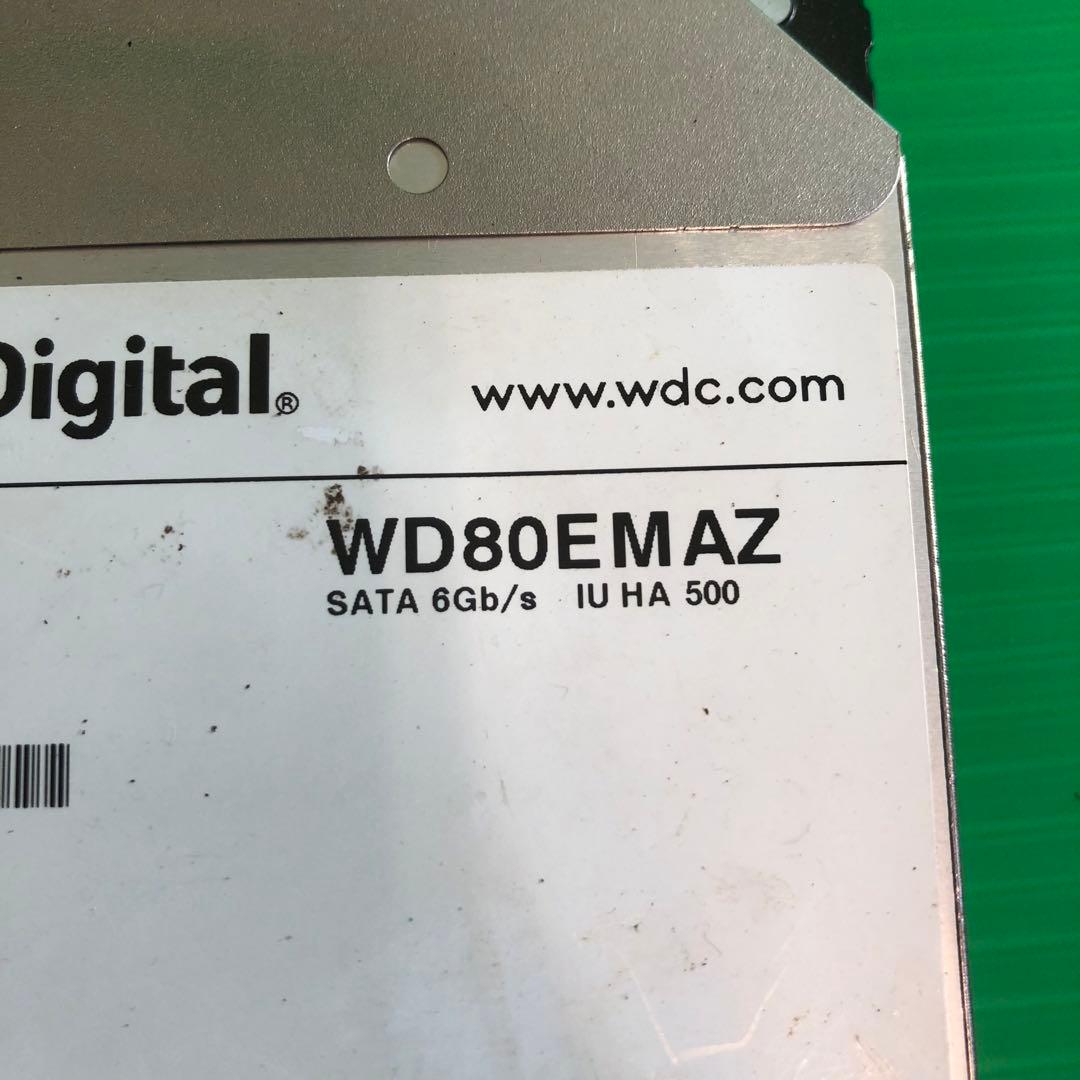 Digital®
www.wdc.com
WD80EMAZ
SATA 6Gb/s IU HA 500